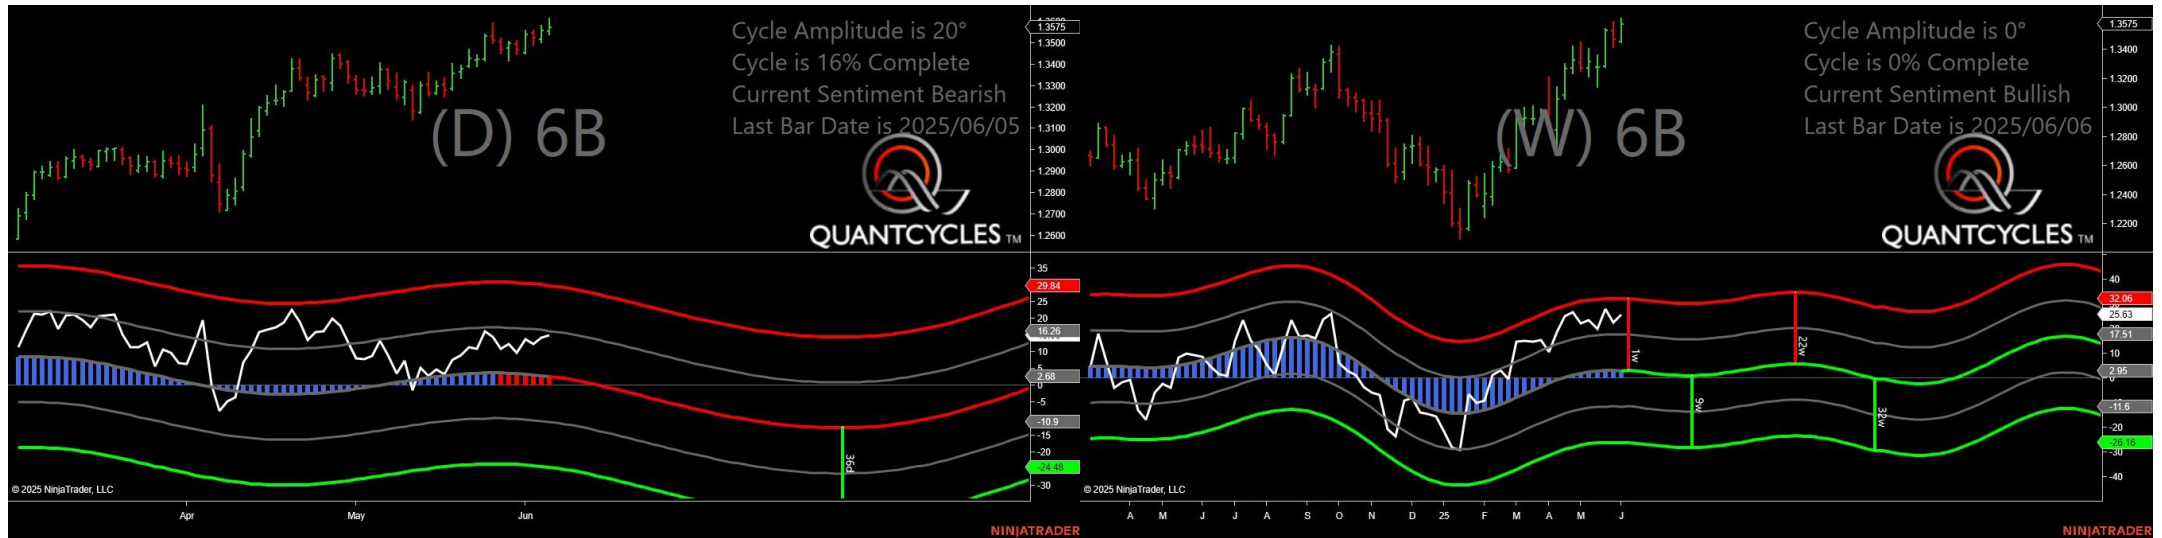 Cycle Amplitude is 20°
Cycle is 16% Complete
Current Sentiment Bearish
Last Bar Date is 2025/06/05
(D) 6B
QUANTCYCLES TM
1.3575
1.3500
1.3400
1.3300
1.3200
1.3100
1.3000
1.2900
1.2800
1.2700
1.2600
35
29.84
25
20
16.26
10
5
2.68
0
-5
-10.9
-15
-20
-24.48
-30
36d
© 2025 NinjaTrader, LLC
Apr May Jun
NINJATRADER
Cycle Amplitude is 0°
Cycle is 0% Complete
Current Sentiment Bullish
Last Bar Date is 2025/06/06
(W) 6B
QUANTCYCLES TM
1.3575
1.3400
1.3200
1.3000
1.2800
1.2600
1.2400
1.2200
40
32.06
25.63
17.51
10
2.95
0
-11.6
-20
-26.16
-30
-40
1w
9w
22w
32w
© 2025 NinjaTrader, LLC
A M J J A S O N D 25 F M A M J
NINJATRADER